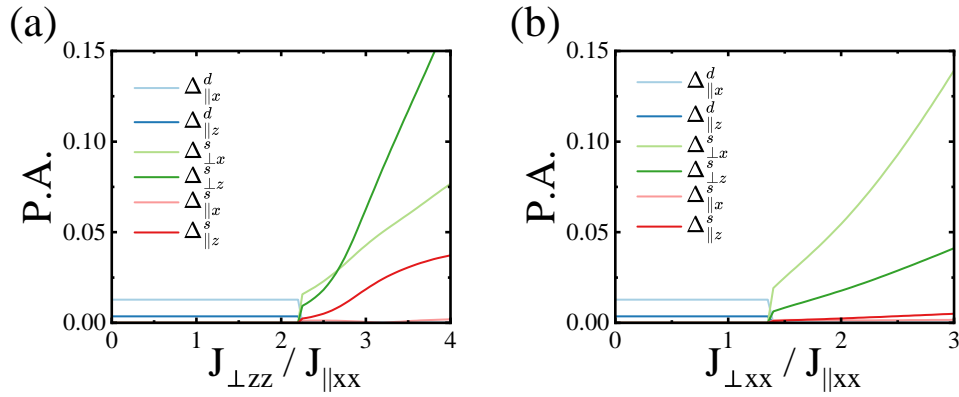 (a)
0.15
0.10
0.05
0.00
P.A.
Δ^d_{∥x}
Δ^d_{∥z}
Δ^s_{⊥x}
Δ^s_{⊥z}
Δ^s_{∥x}
Δ^s_{∥z}
0 1 2 3 4
J_{⊥zz} / J_{∥xx}
(b)
0.15
0.10
0.05
0.00
P.A.
Δ^d_{∥x}
Δ^d_{∥z}
Δ^s_{⊥x}
Δ^s_{⊥z}
Δ^s_{∥x}
Δ^s_{∥z}
0 1 2 3
J_{⊥xx} / J_{∥xx}